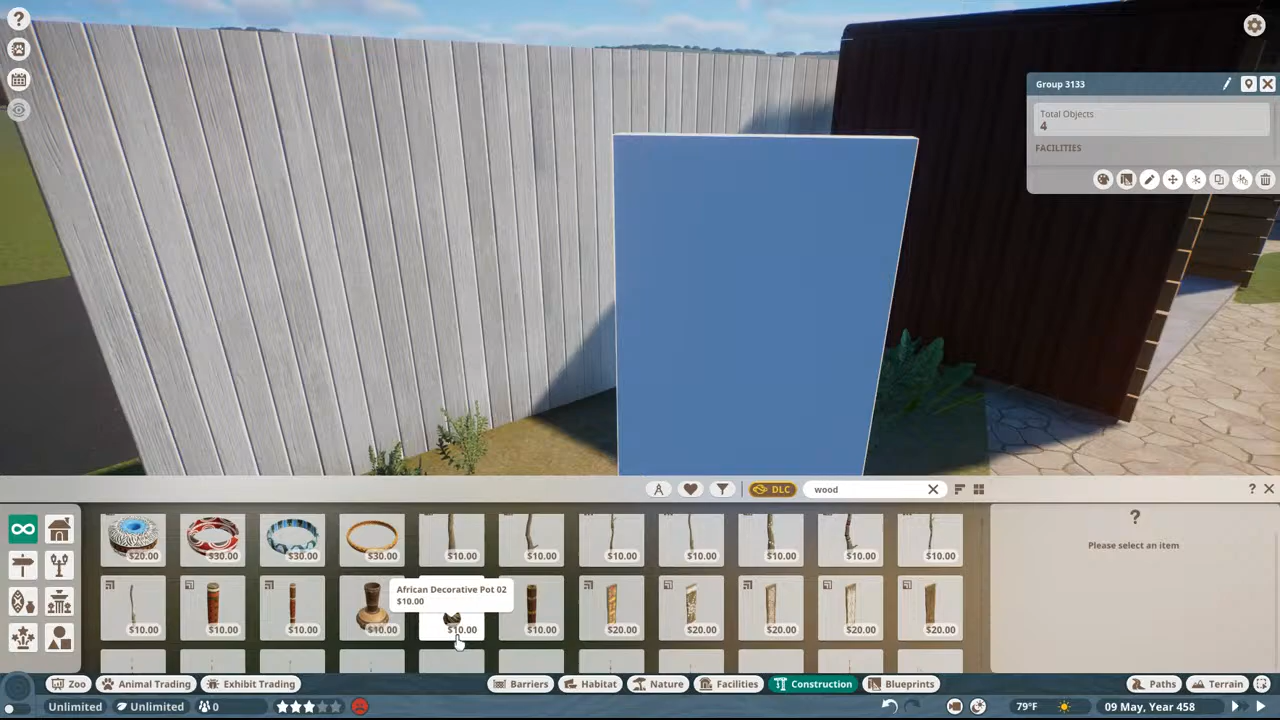 ?
Group 3133
Total Objects
4
FACILITIES
DLC
wood
?
$20.00 $30.00 $30.00 $30.00 $10.00 $10.00 $10.00 $10.00 $10.00 $10.00 $10.00
?
Please select an item
African Decorative Pot 02
$10.00
$10.00 $10.00 $10.00 $10.00 $10.00 $10.00 $20.00 $20.00 $20.00 $20.00 $20.00
Zoo Animal Trading Exhibit Trading Barriers Habitat Nature Facilities Construction Blueprints Paths Terrain
Unlimited Unlimited 0 79°F 09 May, Year 458